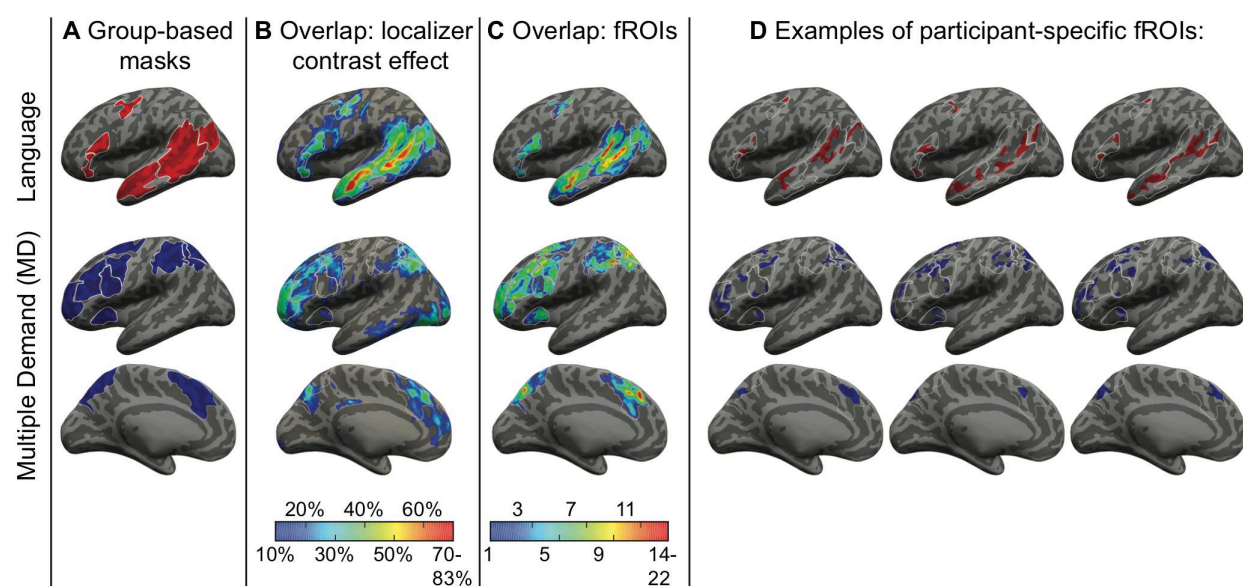 A Group-based
masks
B Overlap: localizer
contrast effect
C Overlap: fROIs
D Examples of participant-specific fROIs:
Language
Multiple Demand (MD)
20% 40% 60%
10% 30% 50% 70-
83%
3 7 11
1 5 9 14-
22